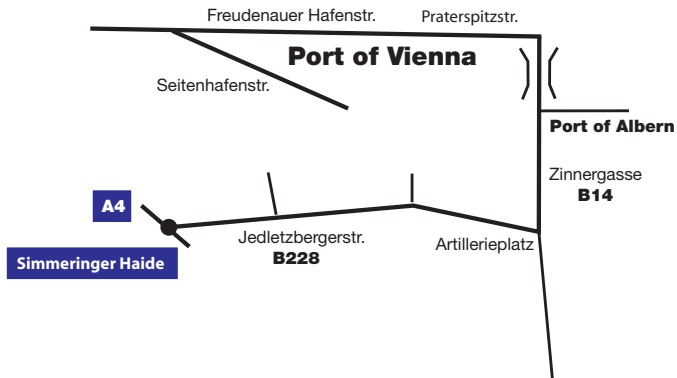 Freudenauer Hafenstr.
Praterspitzstr.
Port of Vienna
Seitenhafenstr.
Port of Albern
Zinnergasse
B14
A4
Jedletzbergerstr.
B228
Artillerieplatz
Simmeringer Haide